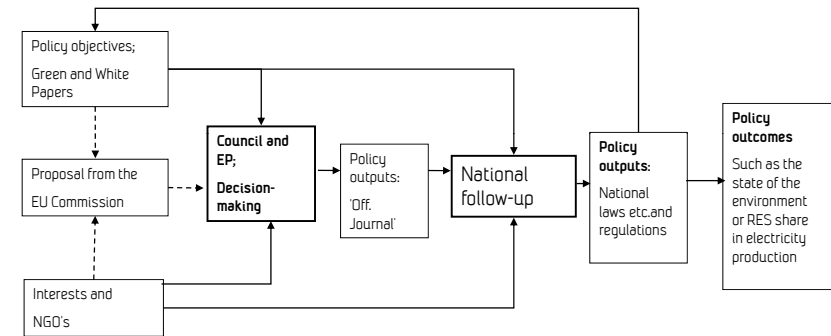 Policy objectives;
Green and White
Papers
Proposal from the
EU Commission
Interests and
NGO's
Council and
EP;
Decision-
making
Policy
outputs:
'Off.
Journal'
National
follow-up
Policy
outputs:
National
laws etc.and
regulations
Policy
outcomes
Such as the
state of the
environment
or RES share
in electricity
production